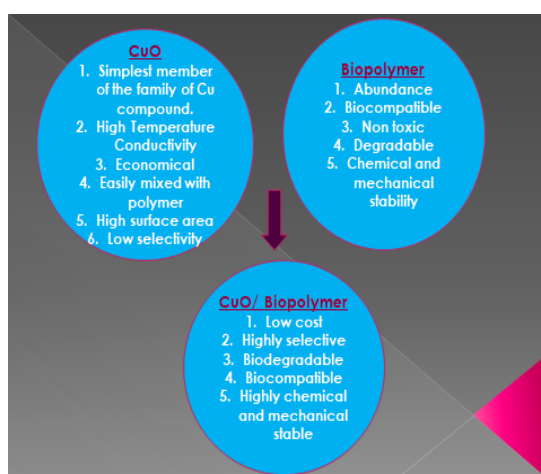 CuO
1. Simplest member
of the family of Cu
compound.
2. High Temperature
Conductivity
3. Economical
4. Easily mixed with
polymer
5. High surface area
6. Low selectivity
Biopolymer
1. Abundance
2. Biocompatible
3. Non toxic
4. Degradable
5. Chemical and
mechanical
stability
CuO/ Biopolymer
1. Low cost
2. Highly selective
3. Biodegradable
4. Biocompatible
5. Highly chemical
and mechanical
stable